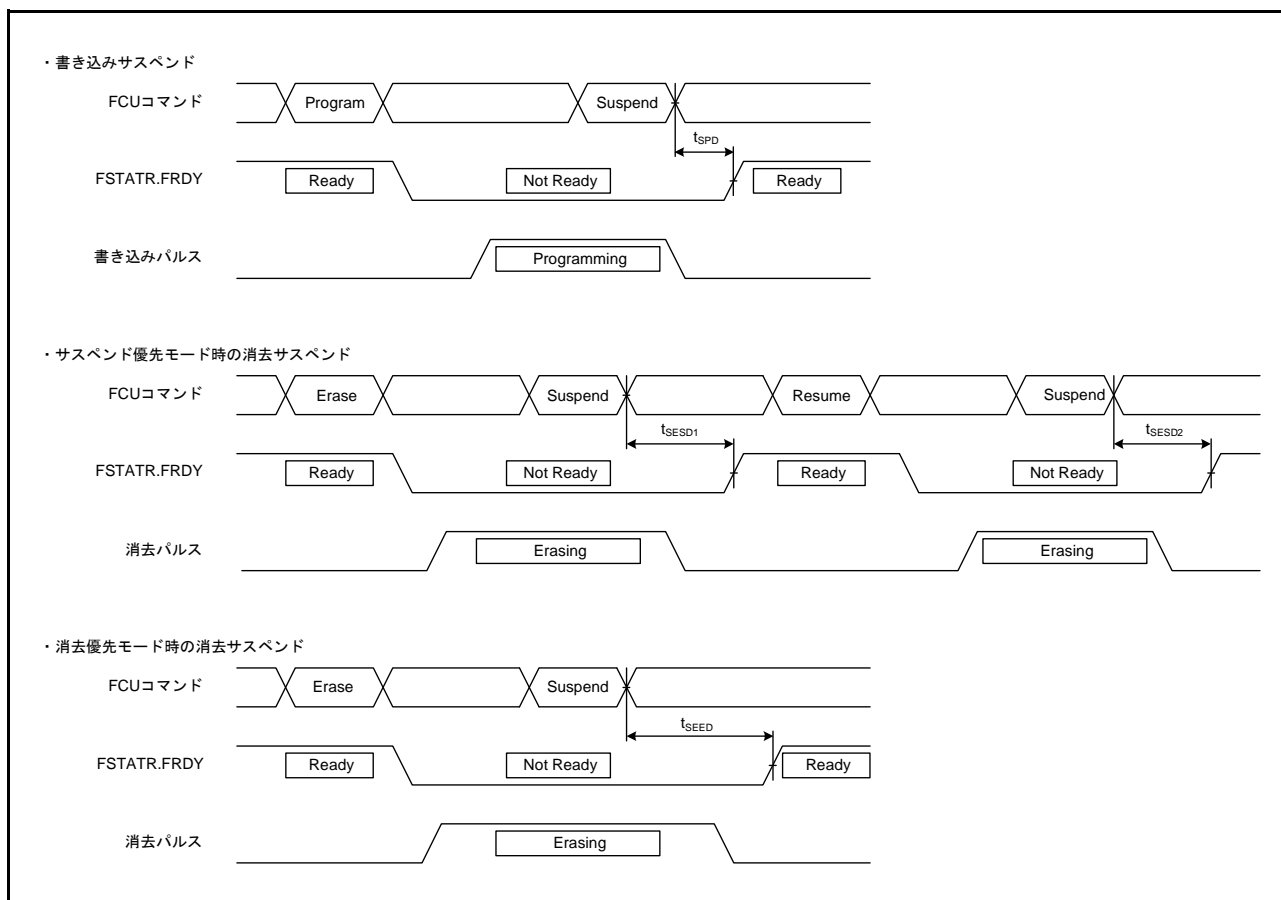 ・書き込みサスペンド
FCUコマンド Program Suspend
tSPD
FSTATR.FRDY Ready Not Ready Ready
書き込みパルス Programming
・サスペンド優先モード時の消去サスペンド
FCUコマンド Erase Suspend Resume Suspend
tSESD1 tSESD2
FSTATR.FRDY Ready Not Ready Ready Not Ready
消去パルス Erasing Erasing
・消去優先モード時の消去サスペンド
FCUコマンド Erase Suspend
tSEED
FSTATR.FRDY Ready Not Ready Ready
消去パルス Erasing